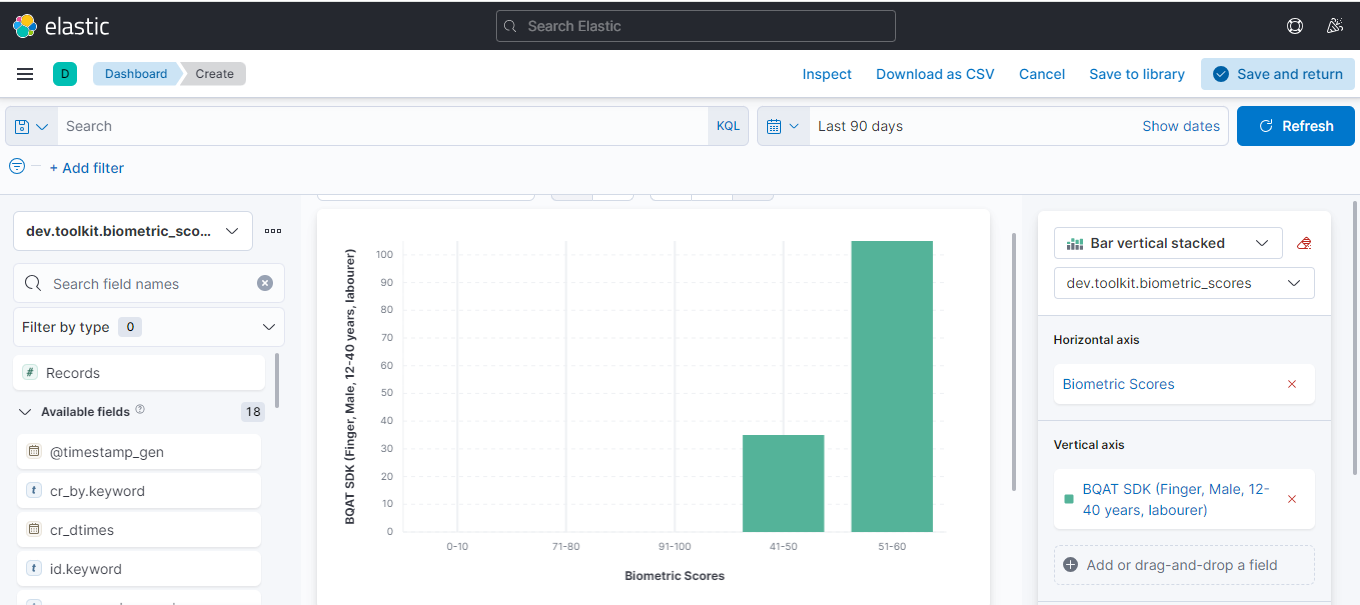 elastic
Search Elastic
D
Dashboard
Create
Inspect
Download as CSV
Cancel
Save to library
Save and return
Search
KQL
Last 90 days
Show dates
Refresh
+ Add filter
dev.toolkit.biometric_sco...
Search field names
Filter by type 0
# Records
Available fields 18
@timestamp_gen
t cr_by.keyword
cr_dtimes
t id.keyword
BQAT SDK (Finger, Male, 12-40 years, labourer)
100
90
80
70
60
50
40
30
20
10
0
0-10
71-80
91-100
41-50
51-60
Biometric Scores
Bar vertical stacked
dev.toolkit.biometric_scores
Horizontal axis
Biometric Scores
Vertical axis
BQAT SDK (Finger, Male, 12-
40 years, labourer)
Add or drag-and-drop a field